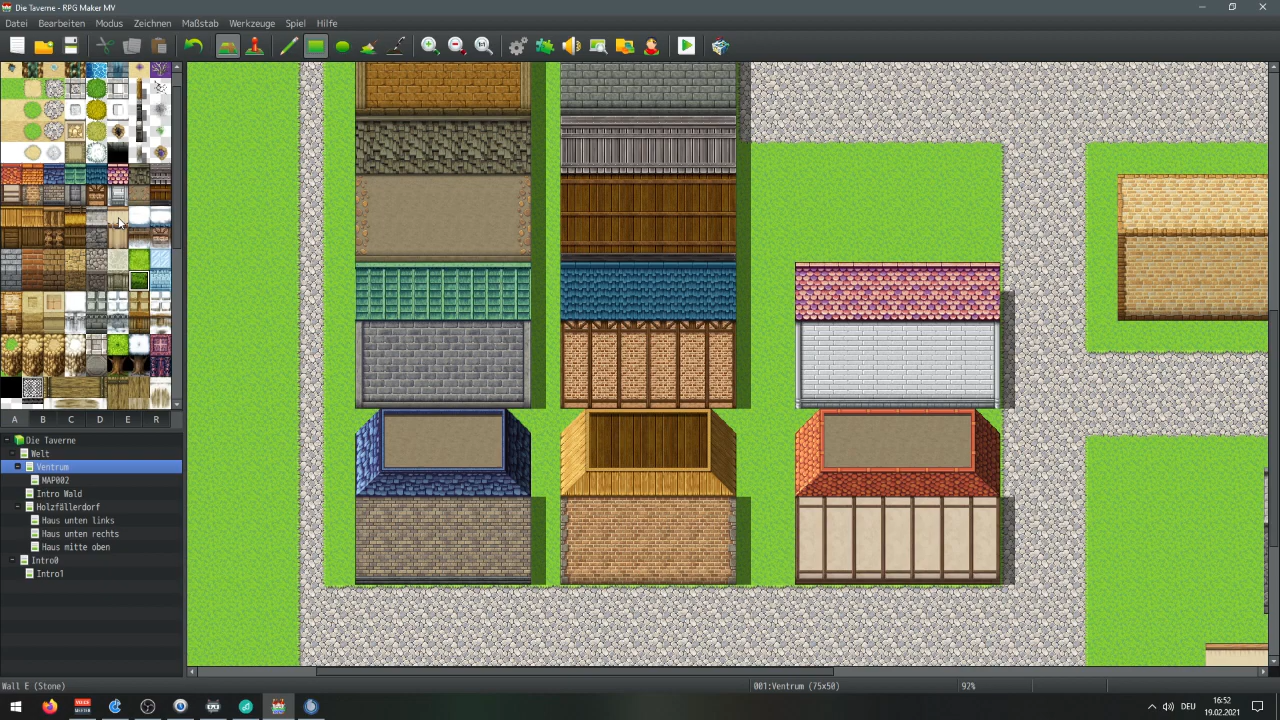 Die Taverne - RPG Maker MV
Datei Bearbeiten Modus Zeichnen Maßstab Werkzeuge Spiel Hilfe
A B C D E R
Die Taverne
Welt
Ventrum
MAP002
Intro Wald
Holzfällerdorf
Haus unten links
Haus unten rechts
Haus mitte oben
Intro0
Intro1
Wall E (Stone) 001:Ventrum (75x50) 92%
DEU 16:52
19.02.2021